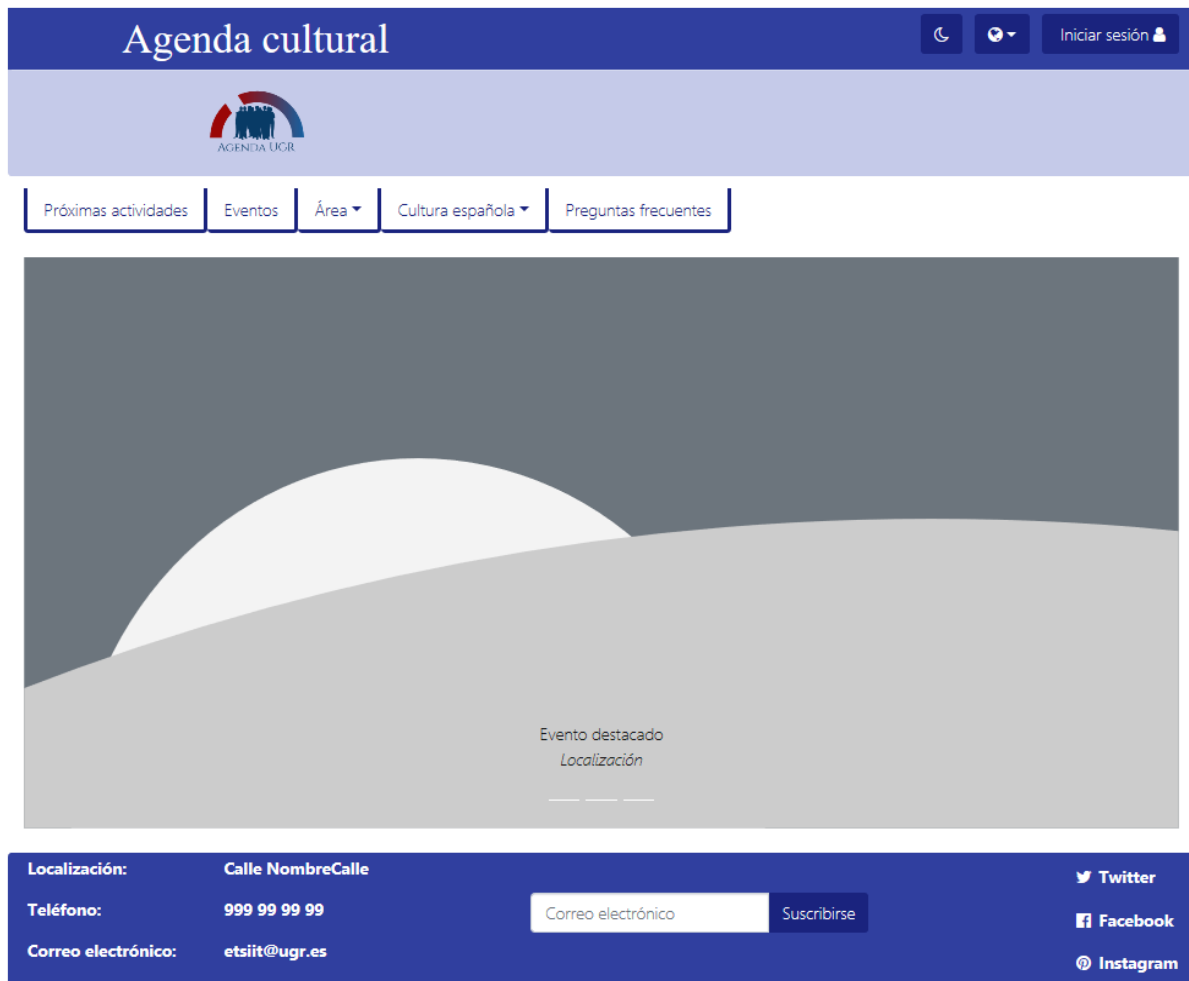 Agenda cultural
Iniciar sesión
AGENDA UGR
Próximas actividades
Eventos
Área
Cultura española
Preguntas frecuentes
Evento destacado
Localización
Localización: Calle NombreCalle
Teléfono: 999 99 99 99
Correo electrónico: etsiit@ugr.es
Correo electrónico
Suscribirse
Twitter
Facebook
Instagram